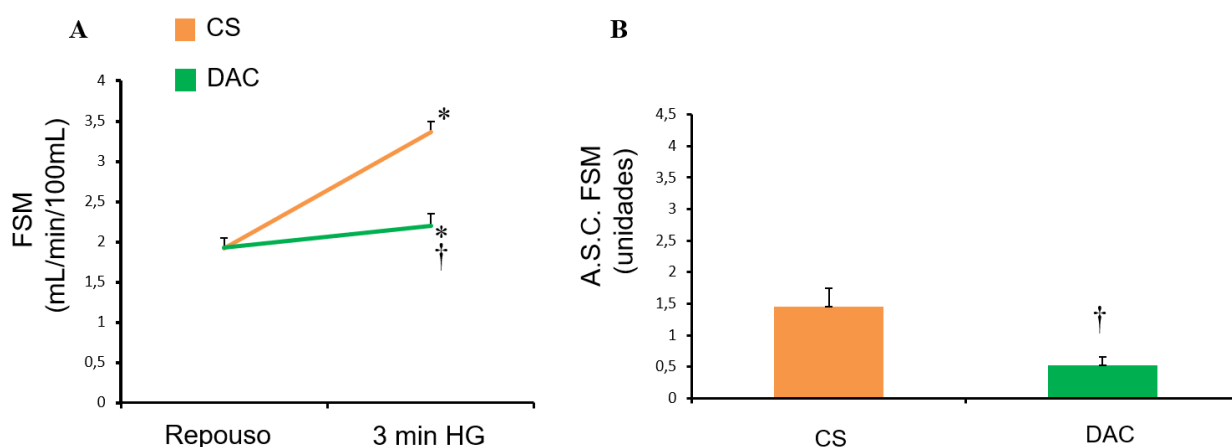 A
CS
DAC
FSM
(mL/min/100mL)
4
3,5
3
2,5
2
1,5
1
0,5
0
*
*
†
Repouso
3 min HG
B
A.S.C. FSM
(unidades)
4,5
4
3,5
3
2,5
2
1,5
1
0,5
0
†
CS
DAC